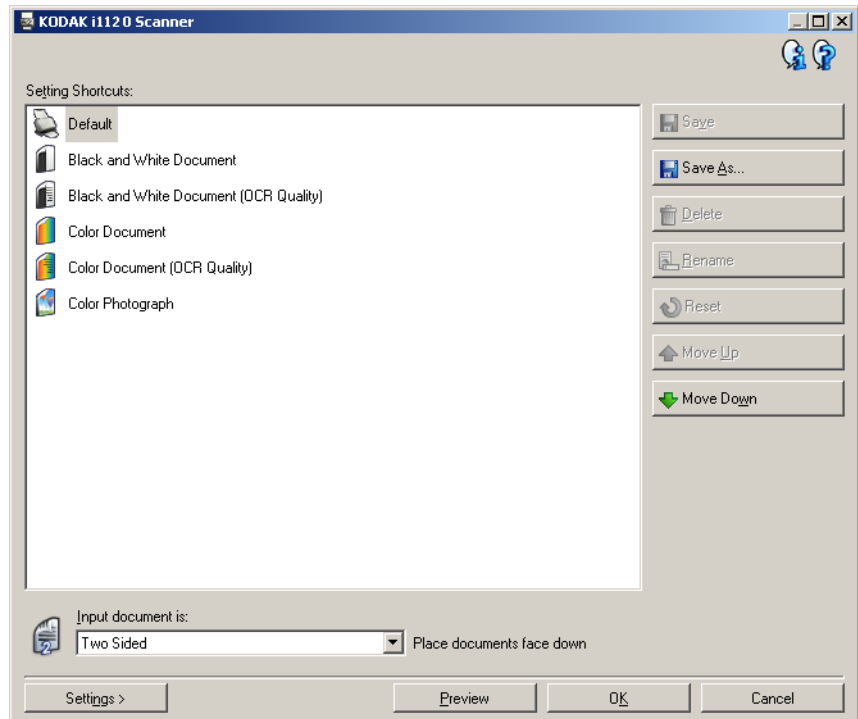 KODAK i1120 Scanner
Setting Shortcuts:
Default
Black and White Document
Black and White Document (OCR Quality)
Color Document
Color Document (OCR Quality)
Color Photograph
Save
Save As...
Delete
Rename
Reset
Move Up
Move Down
Input document is:
2
Two Sided
Place documents face down
Settings >
Preview
OK
Cancel